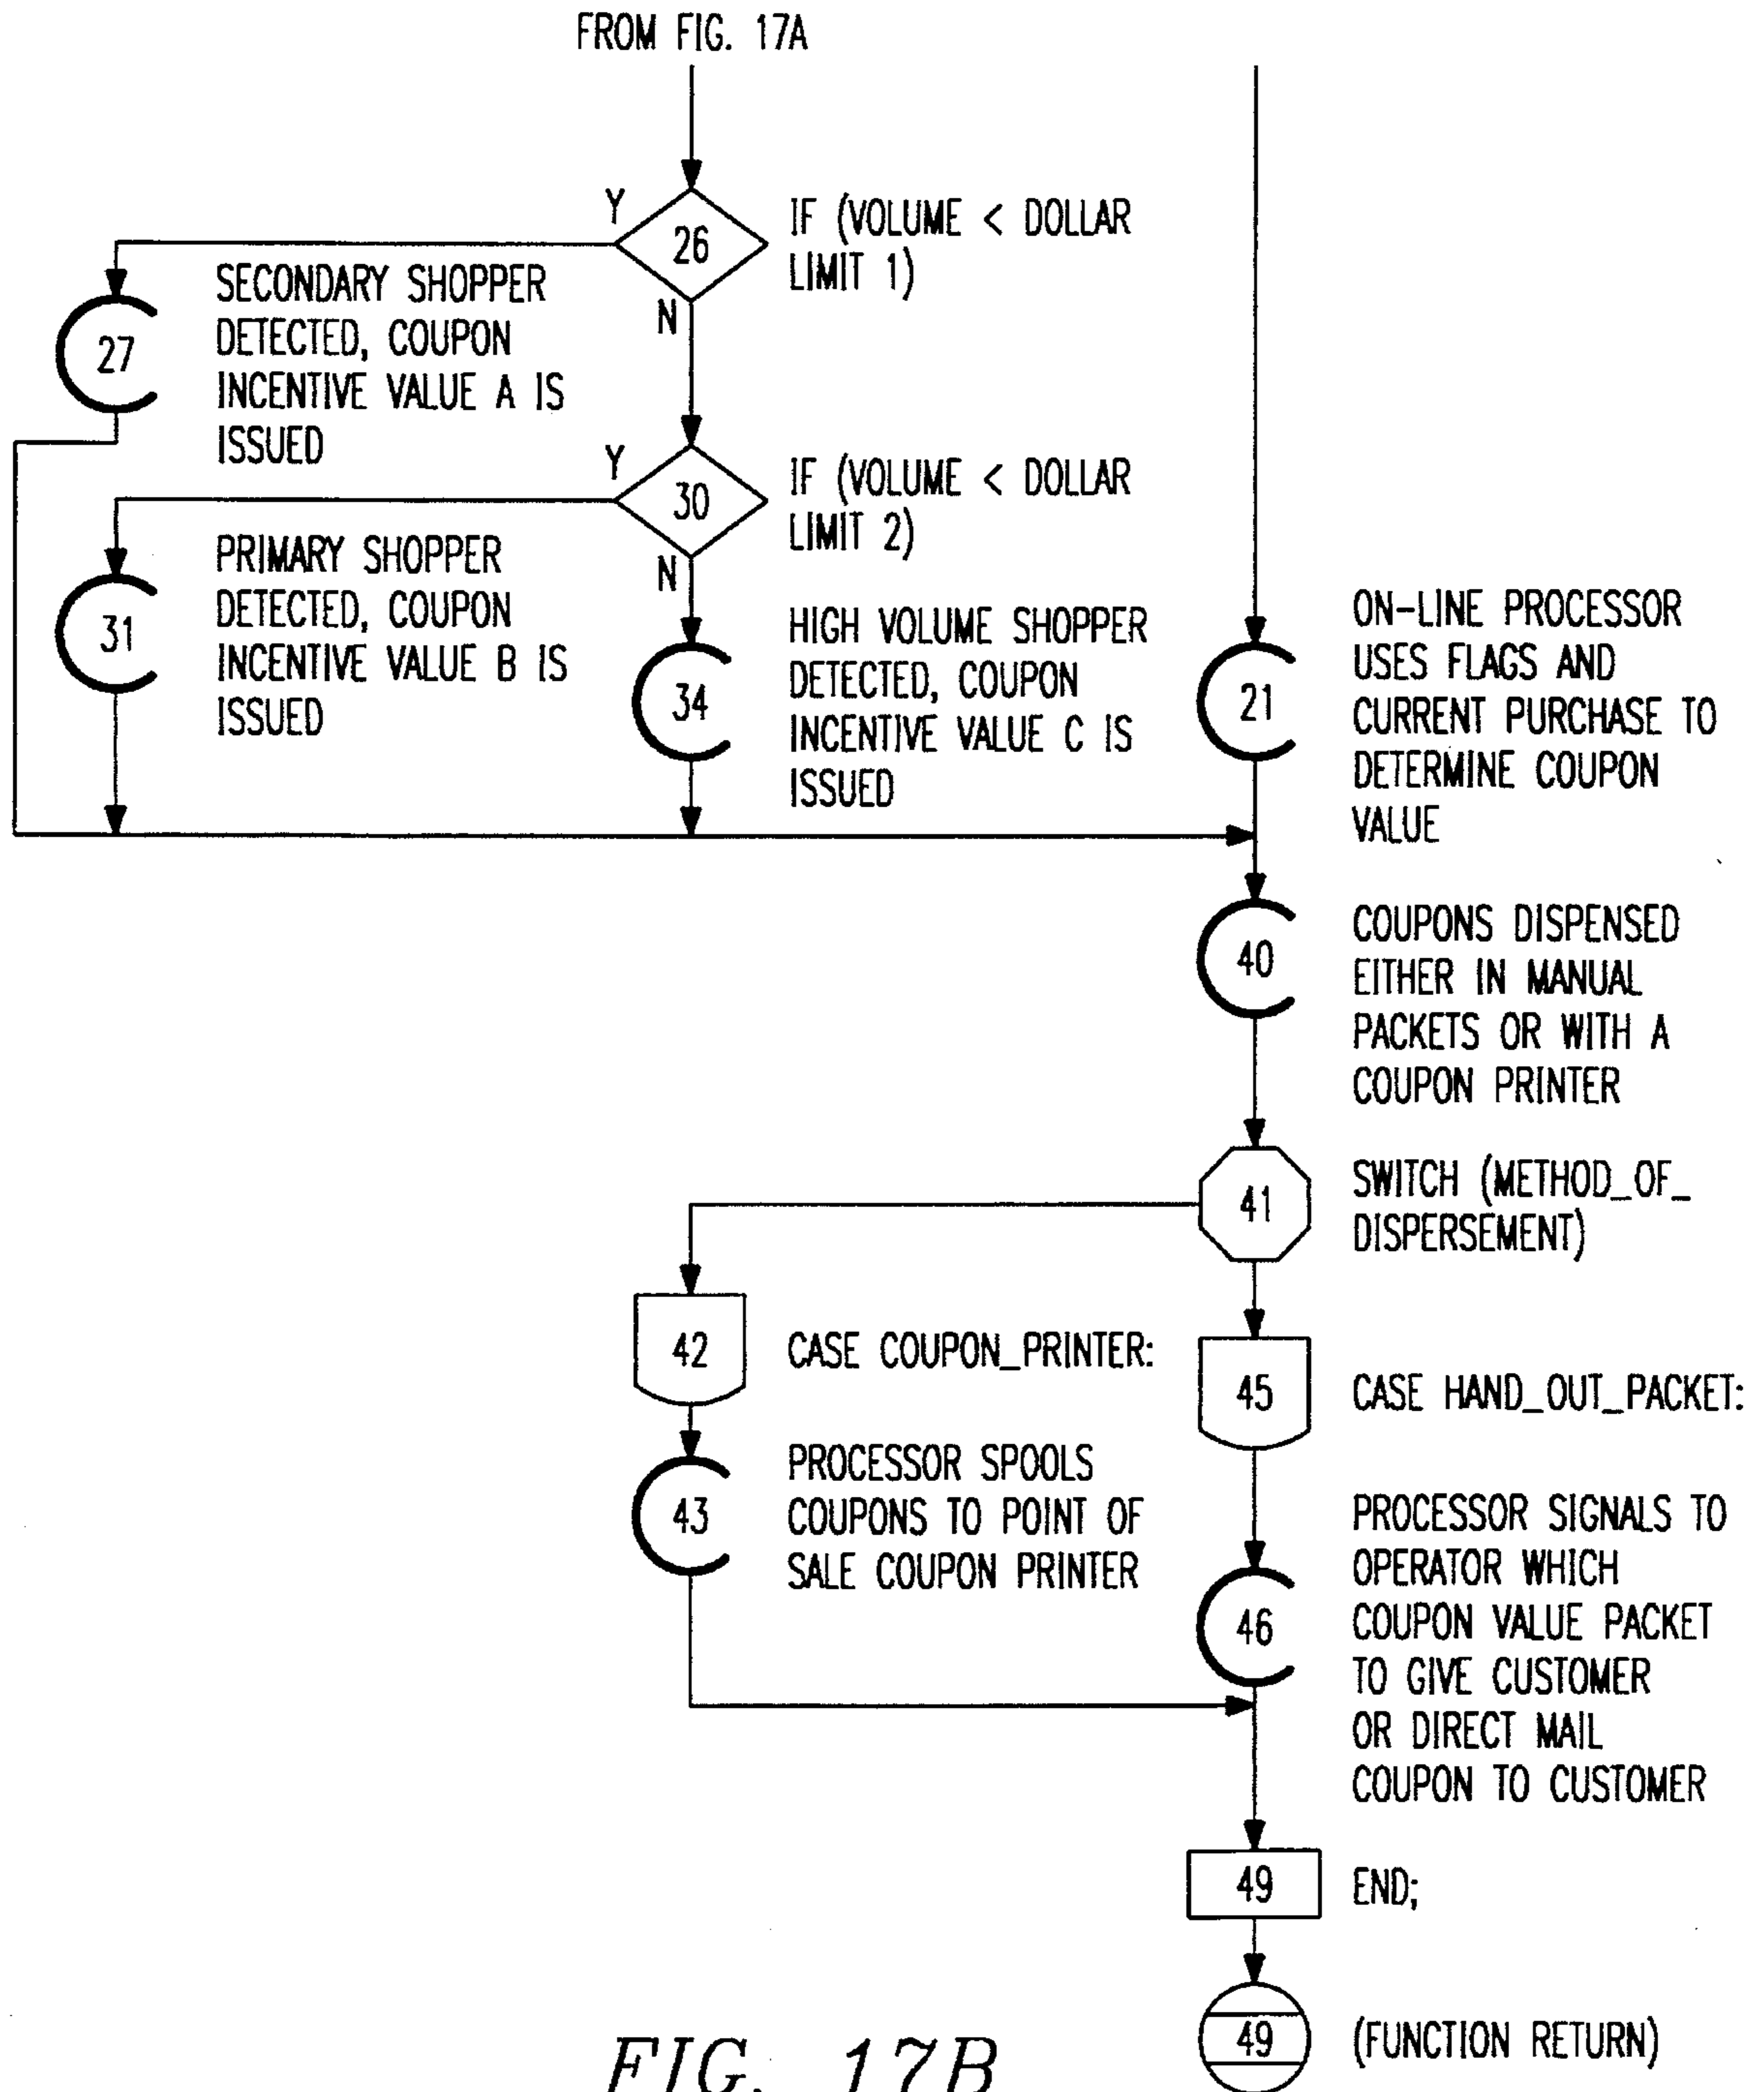 FROM FIG. 17A
Y
26
IF (VOLUME < DOLLAR
LIMIT 1)
N
27
SECONDARY SHOPPER
DETECTED, COUPON
INCENTIVE VALUE A IS
ISSUED
Y
30
IF (VOLUME < DOLLAR
LIMIT 2)
N
31
PRIMARY SHOPPER
DETECTED, COUPON
INCENTIVE VALUE B IS
ISSUED
34
HIGH VOLUME SHOPPER
DETECTED, COUPON
INCENTIVE VALUE C IS
ISSUED
21
ON-LINE PROCESSOR
USES FLAGS AND
CURRENT PURCHASE TO
DETERMINE COUPON
VALUE
40
COUPONS DISPENSED
EITHER IN MANUAL
PACKETS OR WITH A
COUPON PRINTER
41
SWITCH (METHOD_OF_
DISPERSEMENT)
42
CASE COUPON_PRINTER:
45
CASE HAND_OUT_PACKET:
43
PROCESSOR SPOOLS
COUPONS TO POINT OF
SALE COUPON PRINTER
46
PROCESSOR SIGNALS TO
OPERATOR WHICH
COUPON VALUE PACKET
TO GIVE CUSTOMER
OR DIRECT MAIL
COUPON TO CUSTOMER
49
END;
49
(FUNCTION RETURN)
FIG. 17B